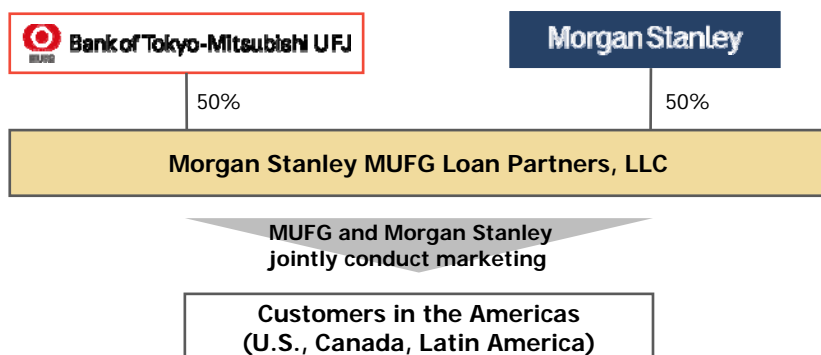 Bank of Tokyo-Mitsubishi UFJ
MUFG
Morgan Stanley
50%
50%
Morgan Stanley MUFG Loan Partners, LLC
MUFG and Morgan Stanley
jointly conduct marketing
Customers in the Americas
(U.S., Canada, Latin America)